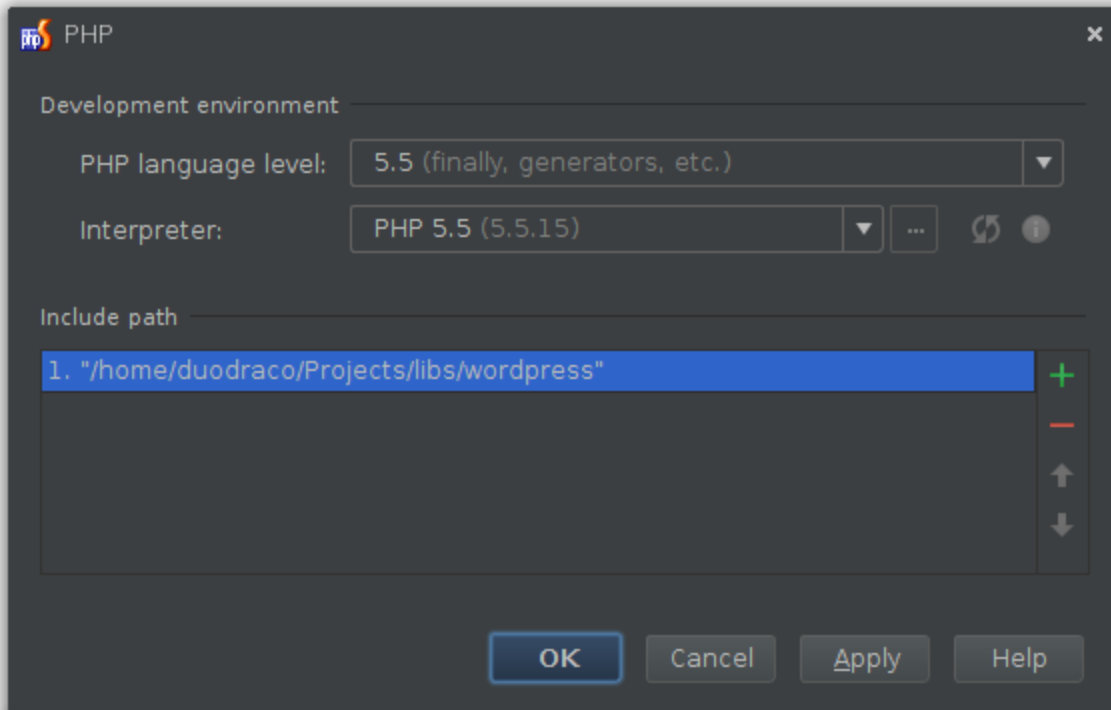 php PHP
Development environment
PHP language level: 5.5 (finally, generators, etc.)
Interpreter: PHP 5.5 (5.5.15) ...
Include path
1. "/home/duodraco/Projects/libs/wordpress"
OK Cancel Apply Help